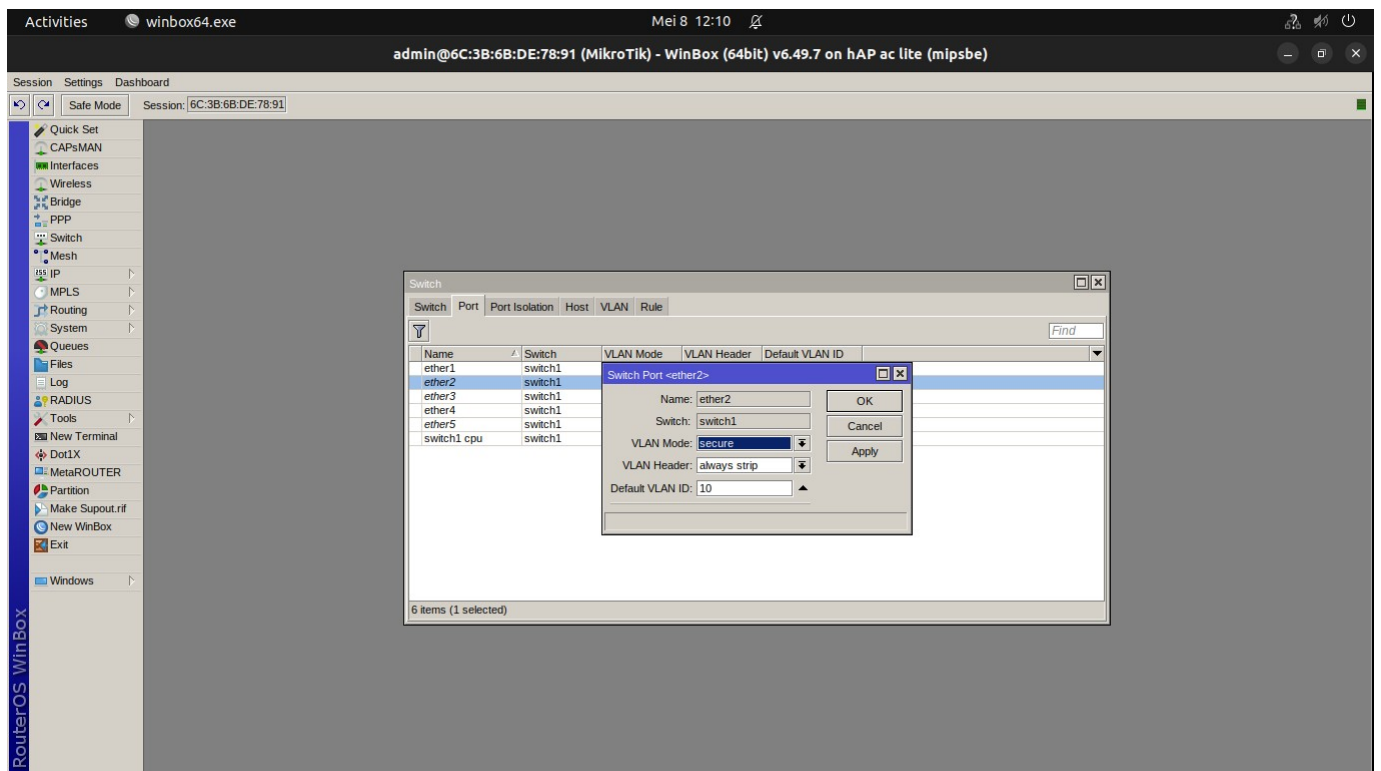 Activities winbox64.exe Mei 8 12:10
admin@6C:3B:6B:DE:78:91 (MikroTik) - WinBox (64bit) v6.49.7 on hAP ac lite (mipsbe)
Session Settings Dashboard
Safe Mode Session: 6C:3B:6B:DE:78:91
Quick Set
CAPsMAN
Interfaces
Wireless
Bridge
PPP
Switch
Mesh
IP
MPLS
Routing
System
Queues
Files
Log
RADIUS
Tools
New Terminal
Dot1X
MetaROUTER
Partition
Make Supout.rif
New WinBox
Exit
Windows
RouterOS WinBox
Switch
Switch Port Port Isolation Host VLAN Rule
Find
Name Switch VLAN Mode VLAN Header Default VLAN ID
ether1 switch1
ether2 switch1
ether3 switch1
ether4 switch1
ether5 switch1
switch1 cpu switch1
6 items (1 selected)
Switch Port <ether2>
Name: ether2
Switch: switch1
VLAN Mode: secure
VLAN Header: always strip
Default VLAN ID: 10
OK
Cancel
Apply